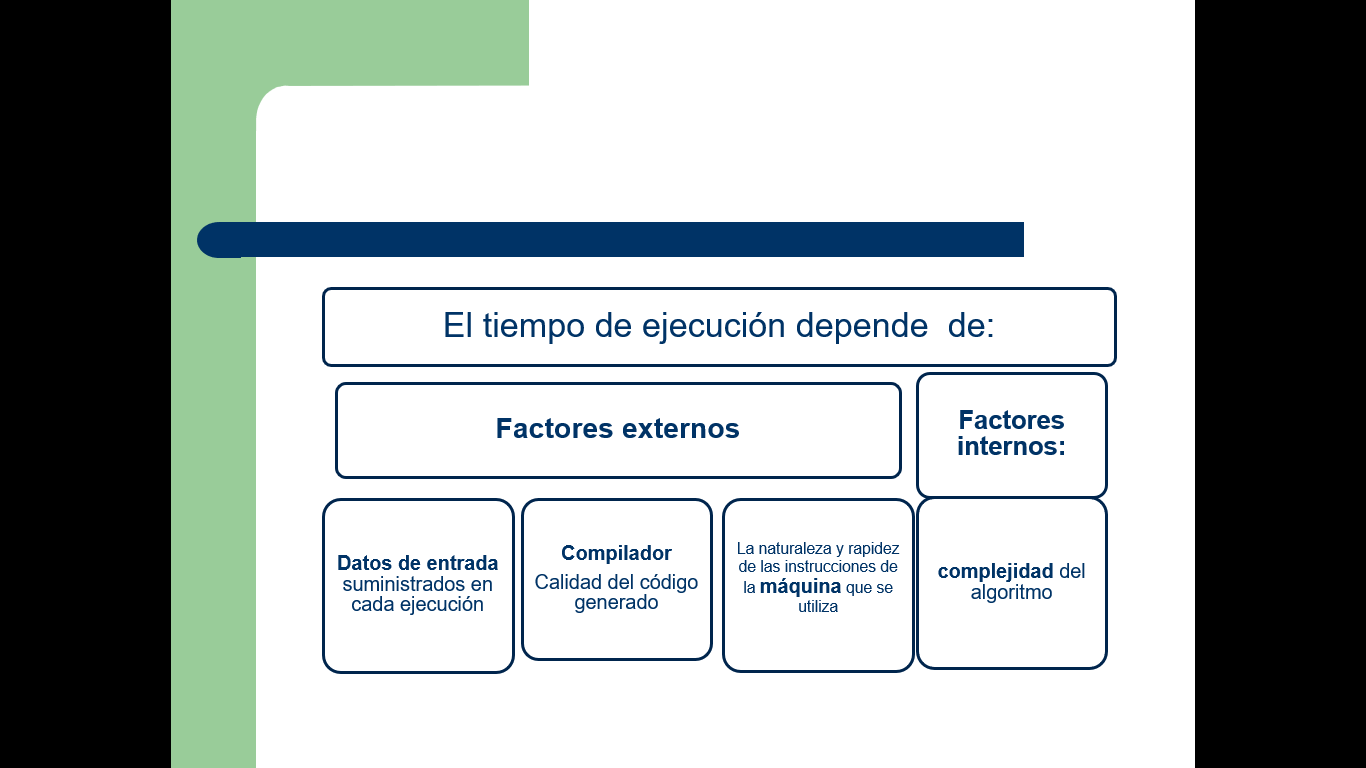 El tiempo de ejecución depende  de:
Factores externos
Factores
internos:
Datos de entrada
suministrados en
cada ejecución
Compilador
Calidad del código
generado
La naturaleza y rapidez
de las instrucciones de
la máquina que se
utiliza
complejidad del
algoritmo